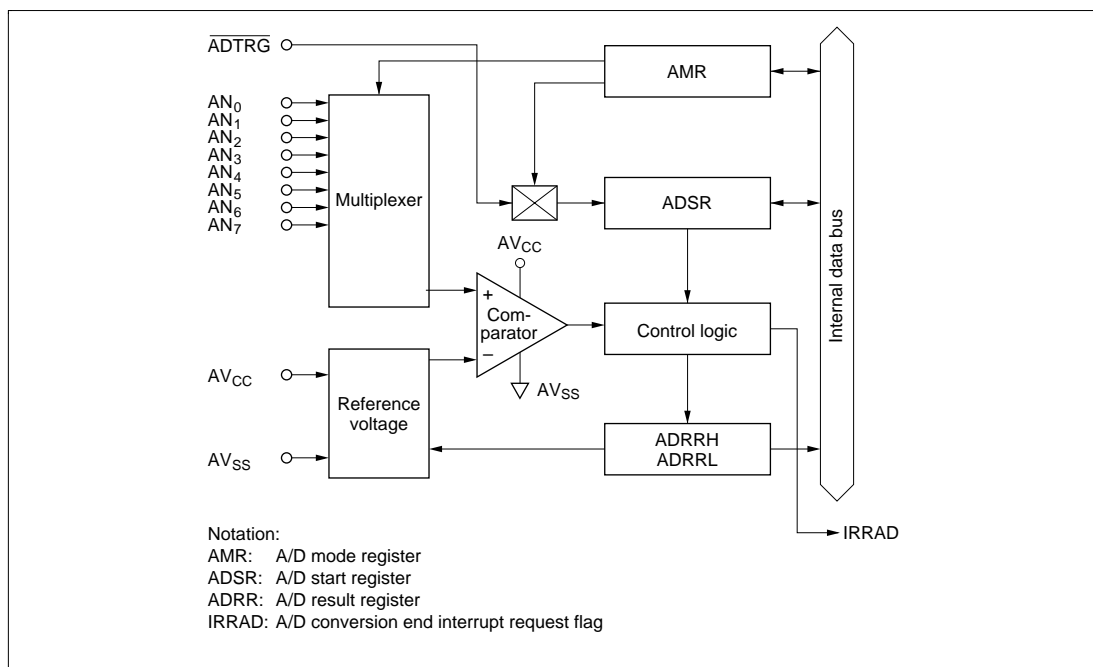 ADTRG
AMR
AN0
AN1
AN2
AN3
AN4
AN5
AN6
AN7
Multiplexer
ADSR
Internal data bus
AVCC
+
Com-
parator
−
Control logic
AVCC
AVSS
Reference
voltage
ADRRH
ADRRL
AVSS
IRRAD
Notation:
AMR: A/D mode register
ADSR: A/D start register
ADRR: A/D result register
IRRAD: A/D conversion end interrupt request flag